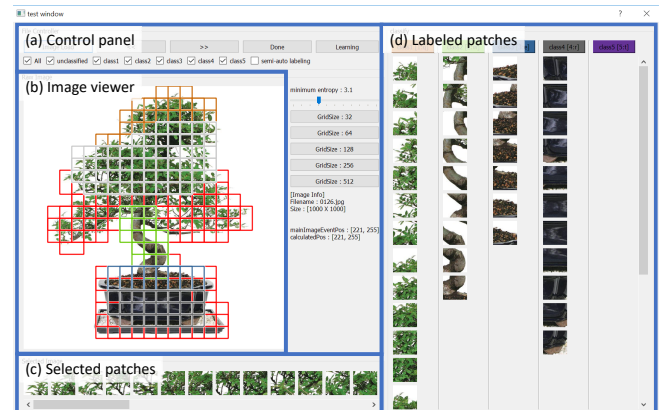 test window
? ×
(a) Control panel
>>
Done
Learning
All
unclassified
class1
class2
class3
class4
class5
semi-auto labeling
(b) Image viewer
minimum entropy : 3.1
GridSize : 32
GridSize : 64
GridSize : 128
GridSize : 256
GridSize : 512
[Image Info]
Filename : 0126.jpg
Size : [1000 X 1000]
mainImageEventPos : [221, 255]
calculatedPos : [221, 255]
(c) Selected patches
(d) Labeled patches
class4 [4:r]
class5 [5:t]